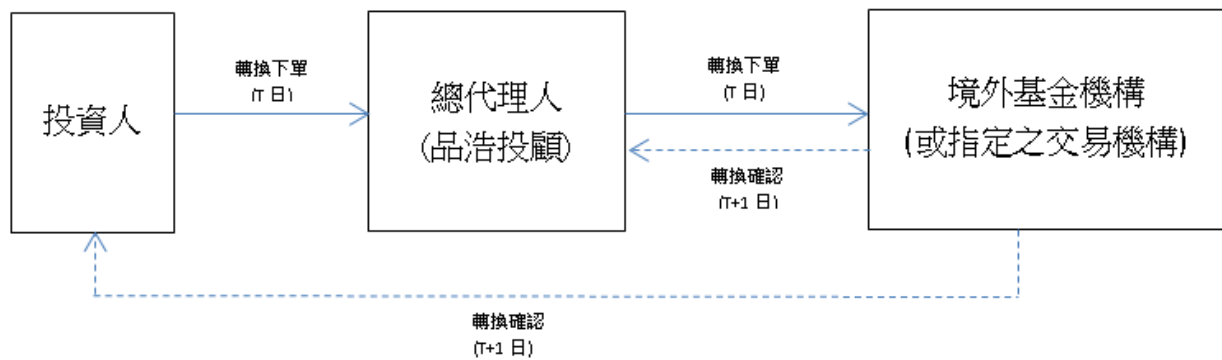 投資人
轉換下單
(T 日)
總代理人
(品浩投顧)
轉換下單
(T 日)
轉換確認
(T+1 日)
境外基金機構
(或指定之交易機構)
轉換確認
(T+1 日)